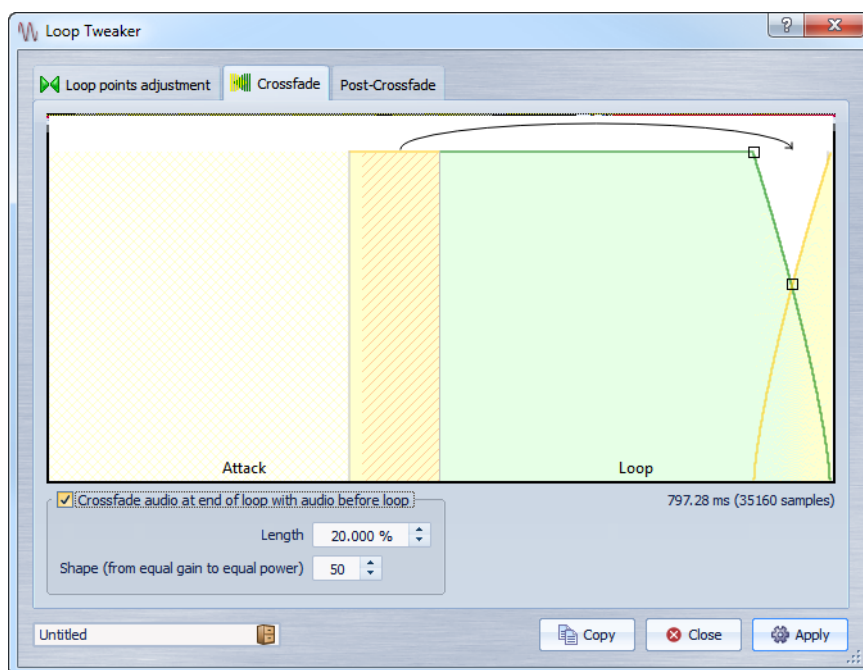 Loop Tweaker
?
Loop points adjustment
Crossfade
Post-Crossfade
Attack
Loop
Crossfade audio at end of loop with audio before loop
797.28 ms (35160 samples)
Length 20.000 %
Shape (from equal gain to equal power) 50
Untitled
Copy
Close
Apply